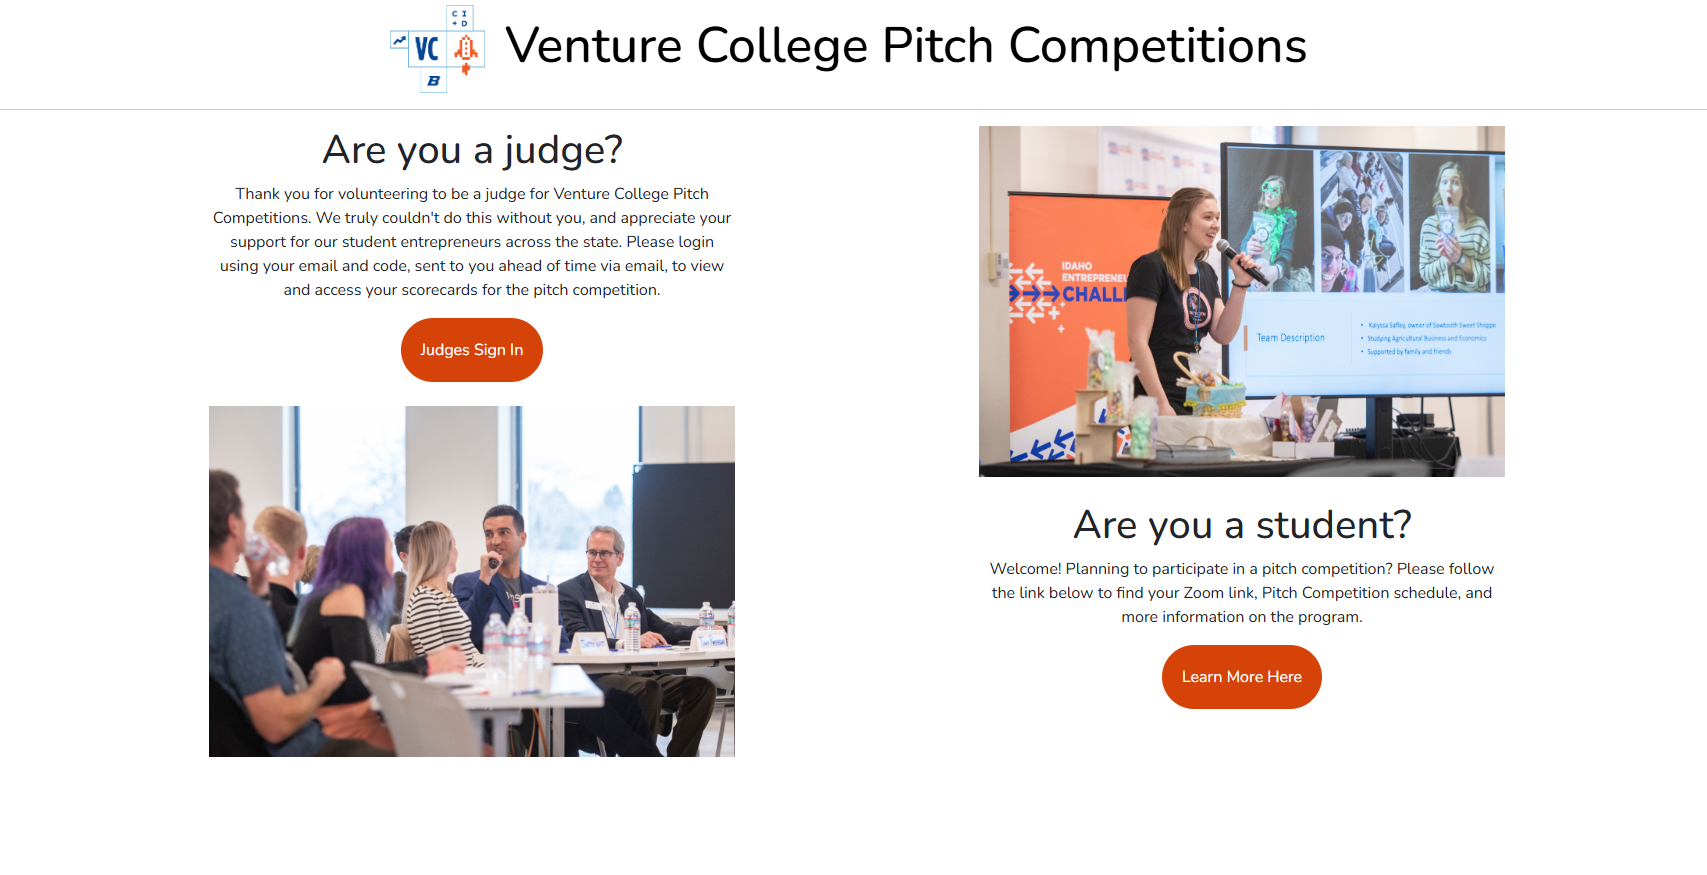 C I
+ D
VC
B
Venture College Pitch Competitions
Are you a judge?
Thank you for volunteering to be a judge for Venture College Pitch
Competitions. We truly couldn't do this without you, and appreciate your
support for our student entrepreneurs across the state. Please login
using your email and code, sent to you ahead of time via email, to view
and access your scorecards for the pitch competition.
Judges Sign In
IDAHO
ENTREPRENEU
CHALL
Team Description
• Kalyssa Safley, owner of Sawtooth Sweet Shoppe
• Studying Agricultural Business and Economics
• Supported by family and friends
Are you a student?
Welcome! Planning to participate in a pitch competition? Please follow
the link below to find your Zoom link, Pitch Competition schedule, and
more information on the program.
Learn More Here